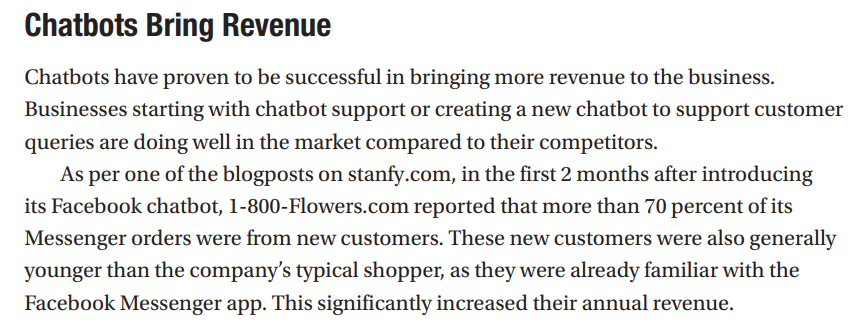 Chatbots Bring Revenue
Chatbots have proven to be successful in bringing more revenue to the business.
Businesses starting with chatbot support or creating a new chatbot to support customer
queries are doing well in the market compared to their competitors.
As per one of the blogposts on stanfy.com, in the first 2 months after introducing
its Facebook chatbot, 1-800-Flowers.com reported that more than 70 percent of its
Messenger orders were from new customers. These new customers were also generally
younger than the company’s typical shopper, as they were already familiar with the
Facebook Messenger app. This significantly increased their annual revenue.